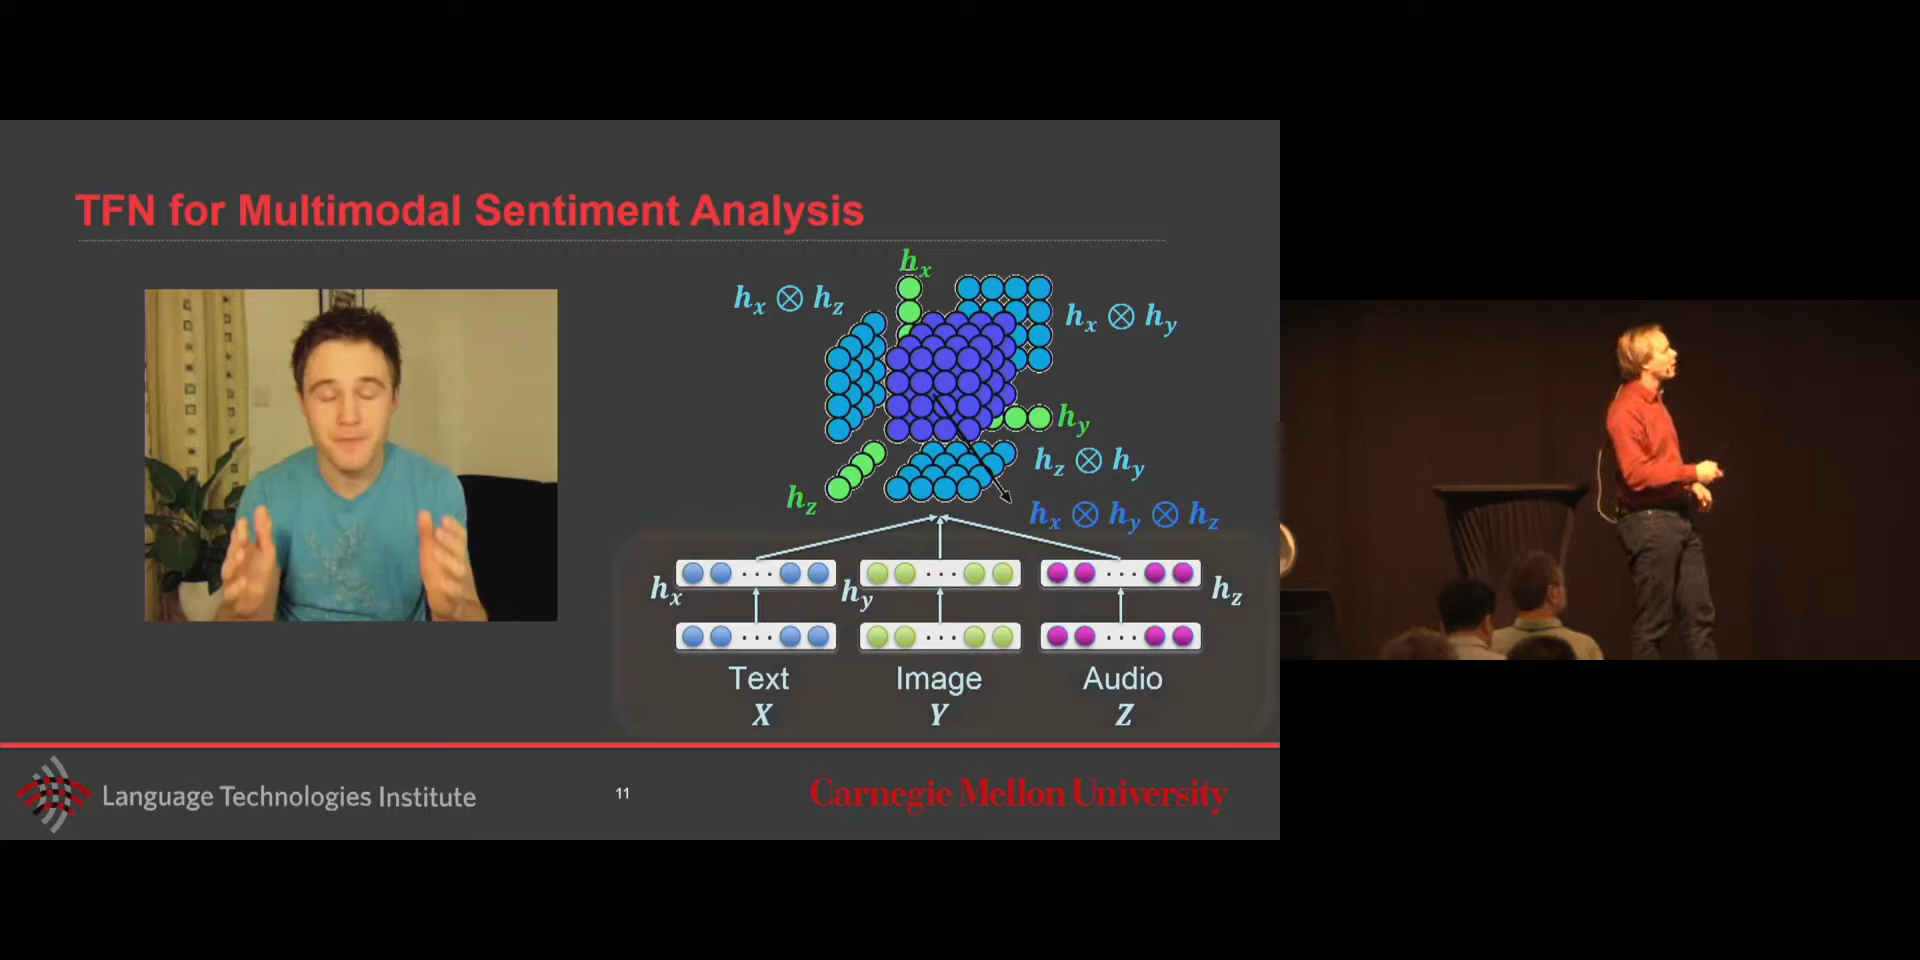 TFN for Multimodal Sentiment Analysis
h_x
h_x ⊗ h_z
h_x ⊗ h_y
h_y
h_z ⊗ h_y
h_z
h_x ⊗ h_y ⊗ h_z
h_x
h_y
h_z
Text
Image
Audio
X
Y
Z
Language Technologies Institute
11
Carnegie Mellon University